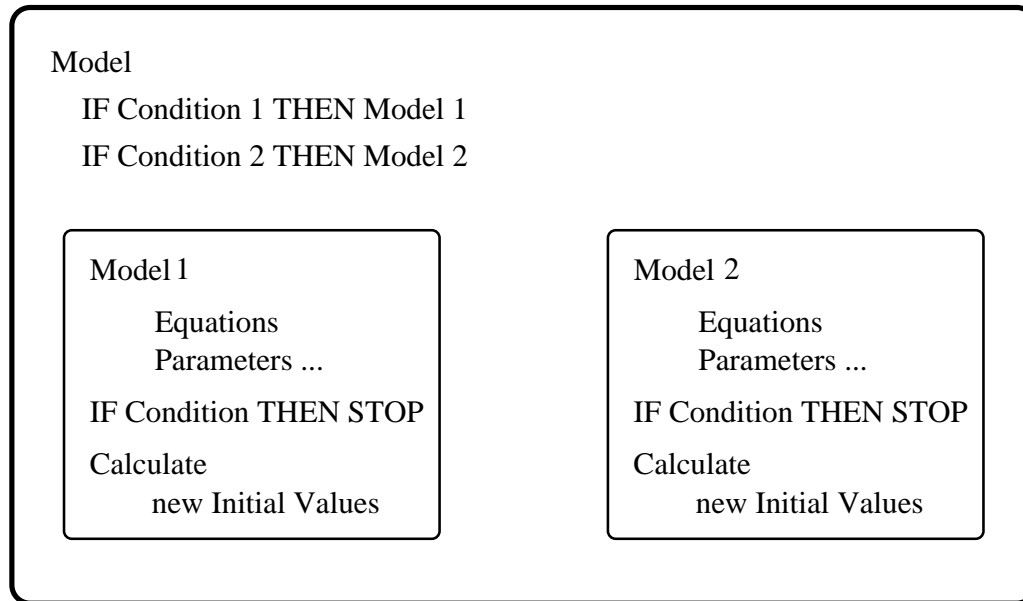 Model
IF Condition 1 THEN Model 1
IF Condition 2 THEN Model 2
Model 1
Equations
Parameters ...
IF Condition THEN STOP
Calculate
new Initial Values
Model 2
Equations
Parameters ...
IF Condition THEN STOP
Calculate
new Initial Values